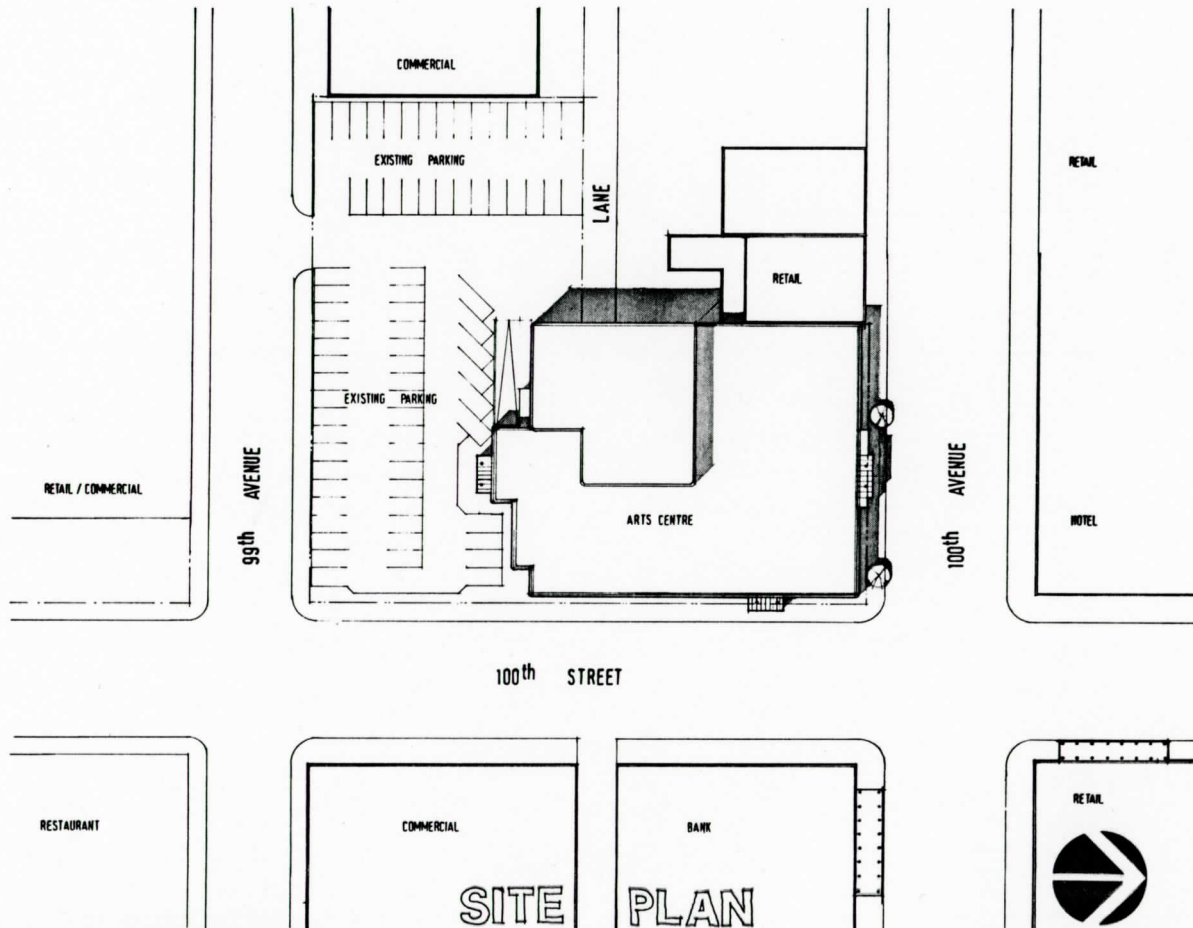 COMMERCIAL
EXISTING PARKING
RETAIL
LANE
RETAIL
EXISTING PARKING
RETAIL / COMMERCIAL
99th AVENUE
ARTS CENTRE
100th AVENUE
HOTEL
100th STREET
RESTAURANT
COMMERCIAL
BANK
RETAIL
SITE PLAN